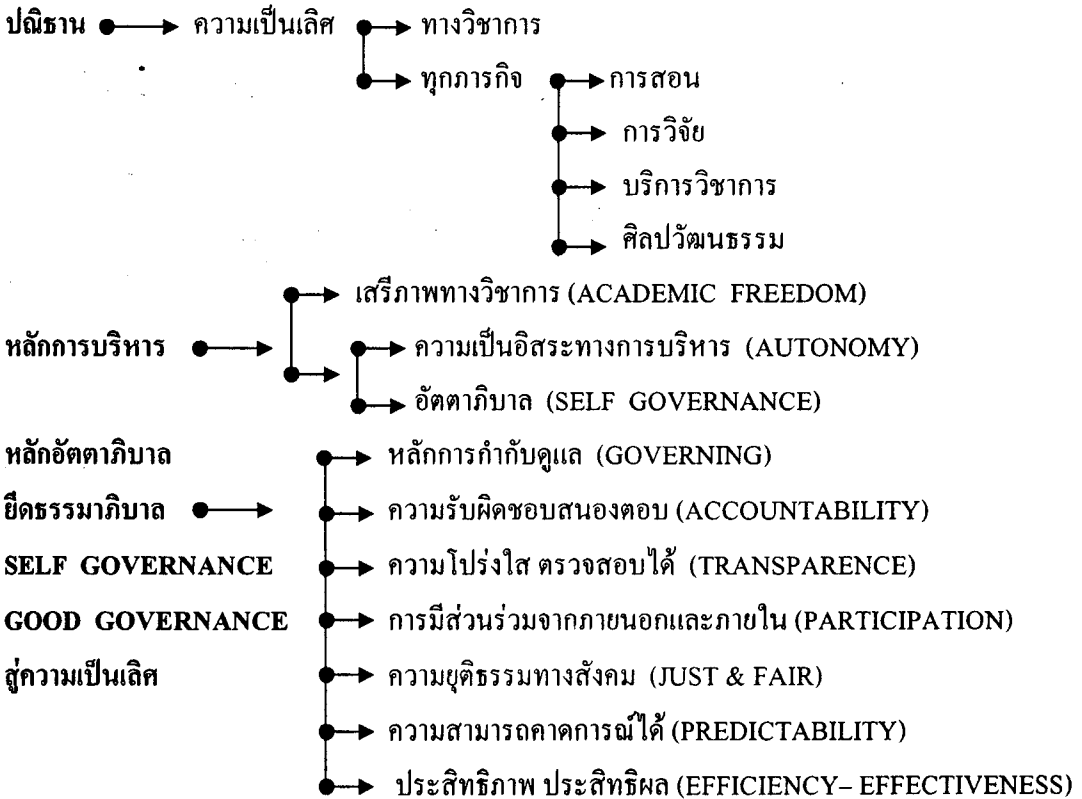 ปณิธาน ความเป็นเลิศ ทางวิชาการ
ทุกภารกิจ การสอน
การวิจัย
บริการวิชาการ
ศิลปวัฒนธรรม
เสรีภาพทางวิชาการ (ACADEMIC FREEDOM)
หลักการบริหาร ความเป็นอิสระทางการบริหาร (AUTONOMY)
อัตตาภิบาล (SELF GOVERNANCE)
หลักอัตตาภิบาล หลักการกำกับดูแล (GOVERNING)
ยึดธรรมาภิบาล ความรับผิดชอบสนองตอบ (ACCOUNTABILITY)
SELF GOVERNANCE ความโปร่งใส ตรวจสอบได้ (TRANSPARENCE)
GOOD GOVERNANCE การมีส่วนร่วมจากภายนอกและภายใน (PARTICIPATION)
สู่ความเป็นเลิศ ความยุติธรรมทางสังคม (JUST & FAIR)
ความสามารถคาดการณ์ได้ (PREDICTABILITY)
ประสิทธิภาพ ประสิทธิผล (EFFICIENCY– EFFECTIVENESS)